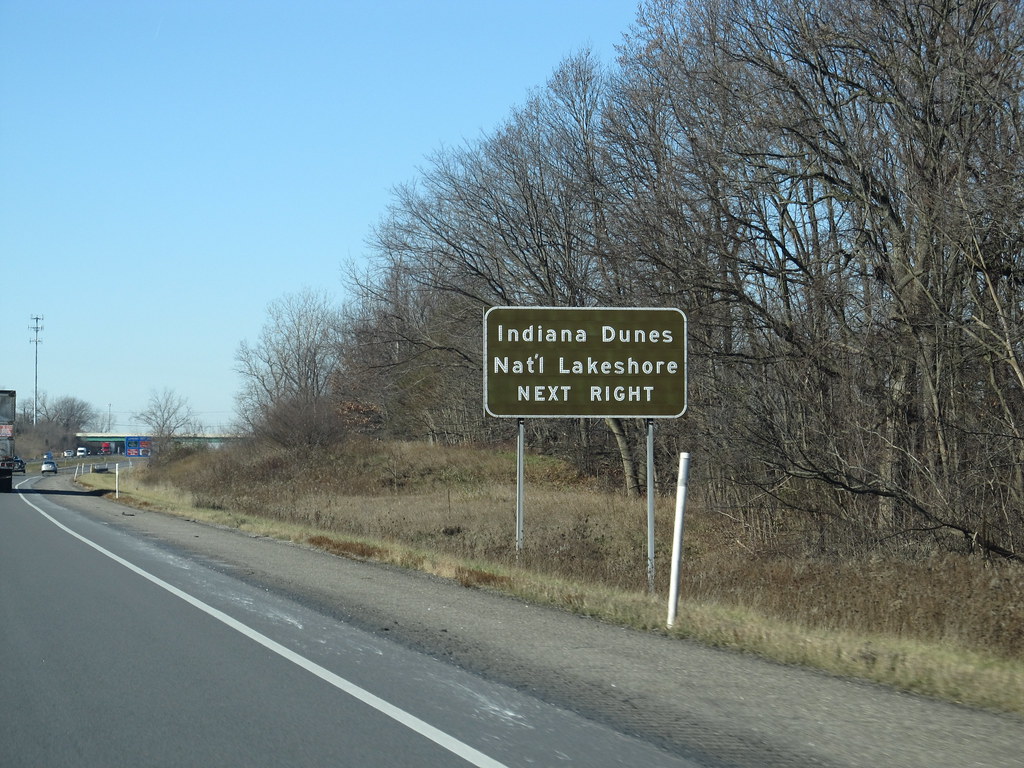 Indiana Dunes
Nat'l Lakeshore
NEXT RIGHT